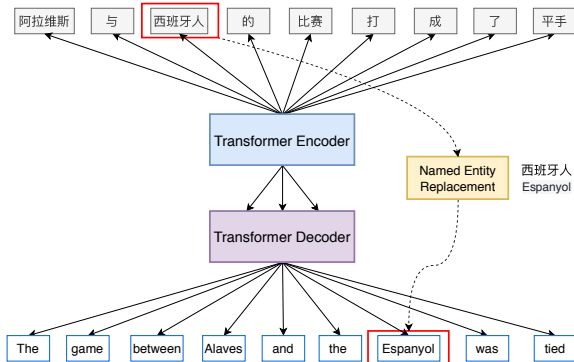 阿拉维斯 与 西班牙人 的 比赛 打 成 了 平手
Transformer Encoder
Named Entity
Replacement
西班牙人
Espanyol
Transformer Decoder
The game between Alaves and the Espanyol was tied